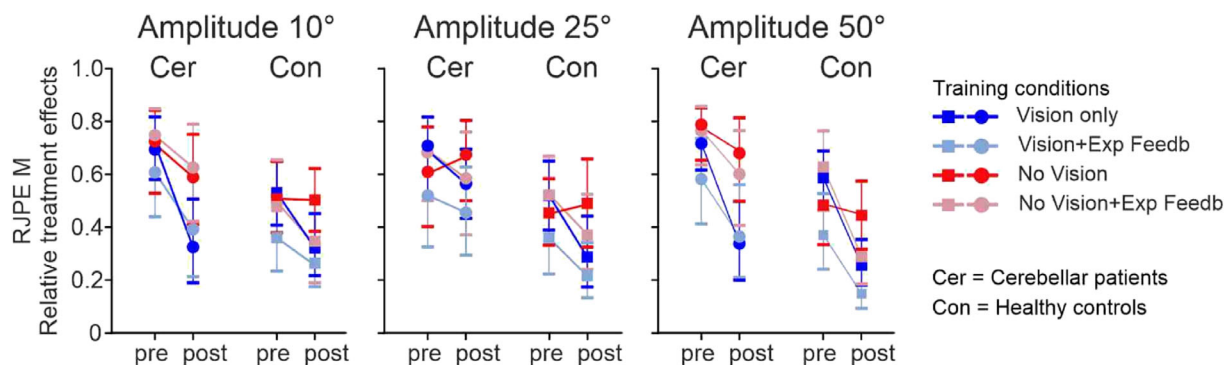 Amplitude 10° Amplitude 25° Amplitude 50°
Cer Con Cer Con Cer Con
RJPE M
Relative treatment effects
1.0
0.8
0.6
0.4
0.2
0
pre post pre post pre post pre post pre post pre post
Training conditions
Vision only
Vision+Exp Feedb
No Vision
No Vision+Exp Feedb
Cer = Cerebellar patients
Con = Healthy controls